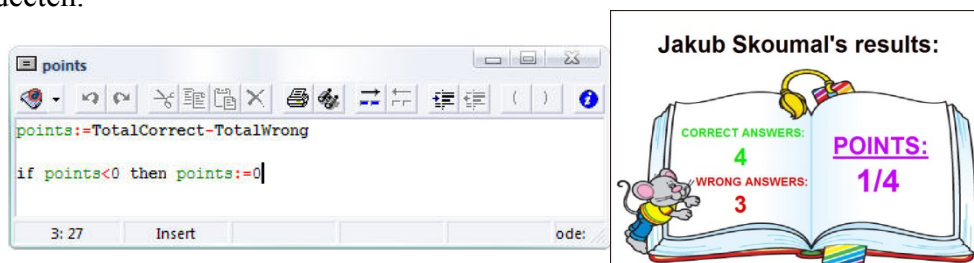 points
points:=TotalCorrect-TotalWrong
if points<0 then points:=0
3: 27 Insert ode:
Jakub Skoumal's results:
CORRECT ANSWERS:
4
WRONG ANSWERS:
3
POINTS:
1/4